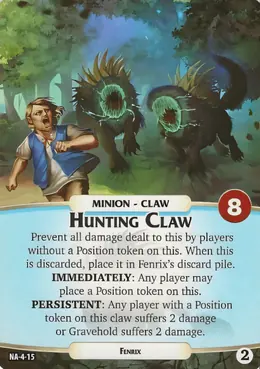 MINION - CLAW
HUNTING CLAW
8
Prevent all damage dealt to this by players
without a Position token on this. When this
is discarded, place it in Fenrix's discard pile.
IMMEDIATELY: Any player may
place a Position token on this.
PERSISTENT: Any player with a Position
token on this claw suffers 2 damage
or Gravehold suffers 2 damage.
NA-4-15
FENRIX
2